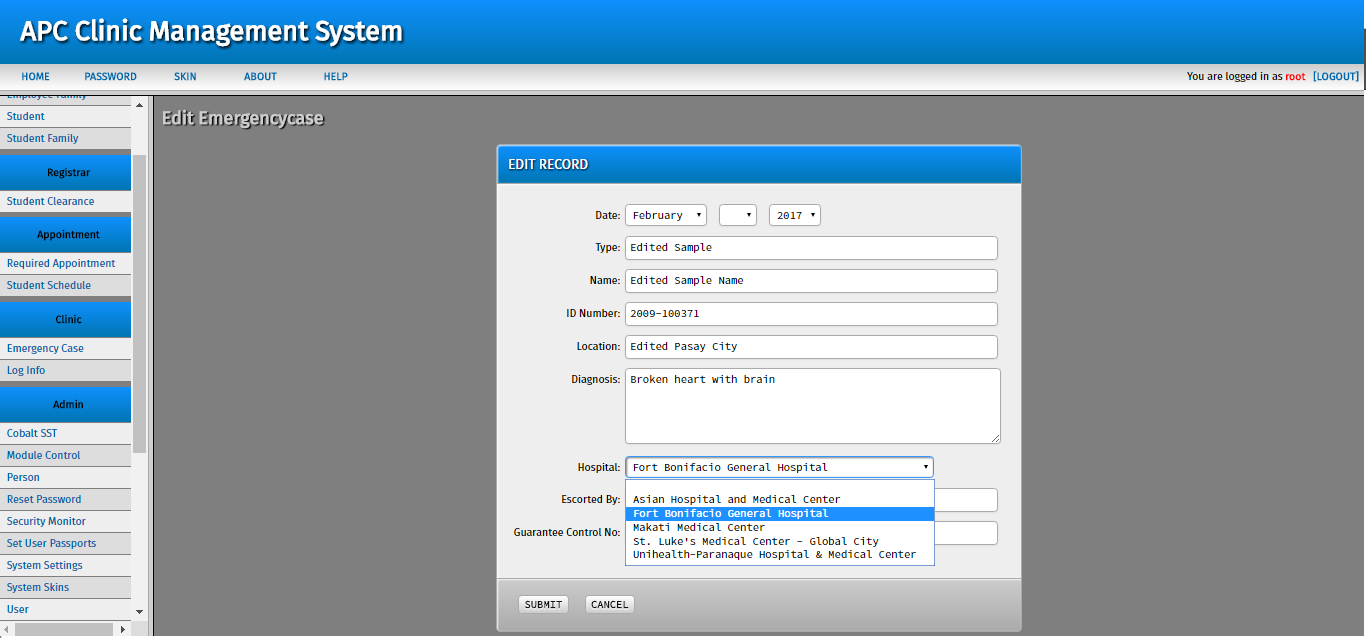 APC Clinic Management System
HOME PASSWORD SKIN ABOUT HELP You are logged in as root [LOGOUT]
Employee Family
Student
Student Family
Registrar
Student Clearance
Appointment
Required Appointment
Student Schedule
Clinic
Emergency Case
Log Info
Admin
Cobalt SST
Module Control
Person
Reset Password
Security Monitor
Set User Passports
System Settings
System Skins
User
Edit Emergencycase
EDIT RECORD
Date: February 2017
Type: Edited Sample
Name: Edited Sample Name
ID Number: 2009-100371
Location: Edited Pasay City
Diagnosis: Broken heart with brain
Hospital: Fort Bonifacio General Hospital
Asian Hospital and Medical Center
Fort Bonifacio General Hospital
Makati Medical Center
St. Luke's Medical Center - Global City
Unihealth-Paranaque Hospital & Medical Center
Escorted By:
Guarantee Control No:
SUBMIT CANCEL